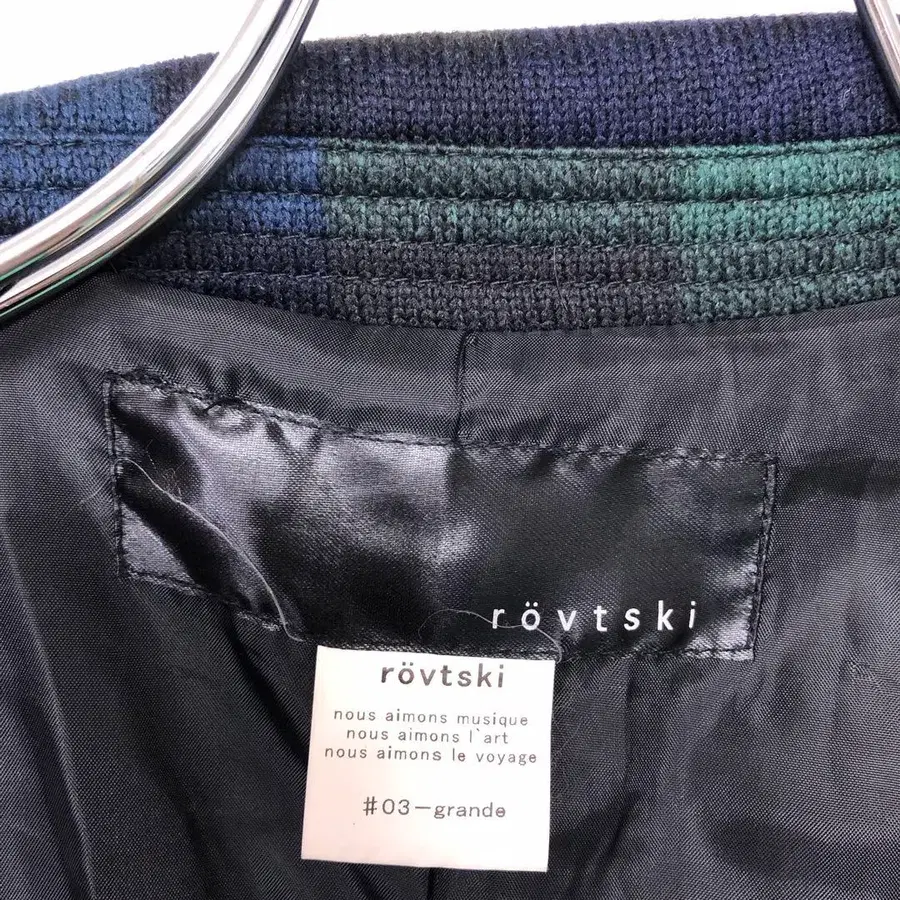 rövtski
rövtski
nous aimons musique
nous aimons l`art
nous aimons le voyage
#03-grande